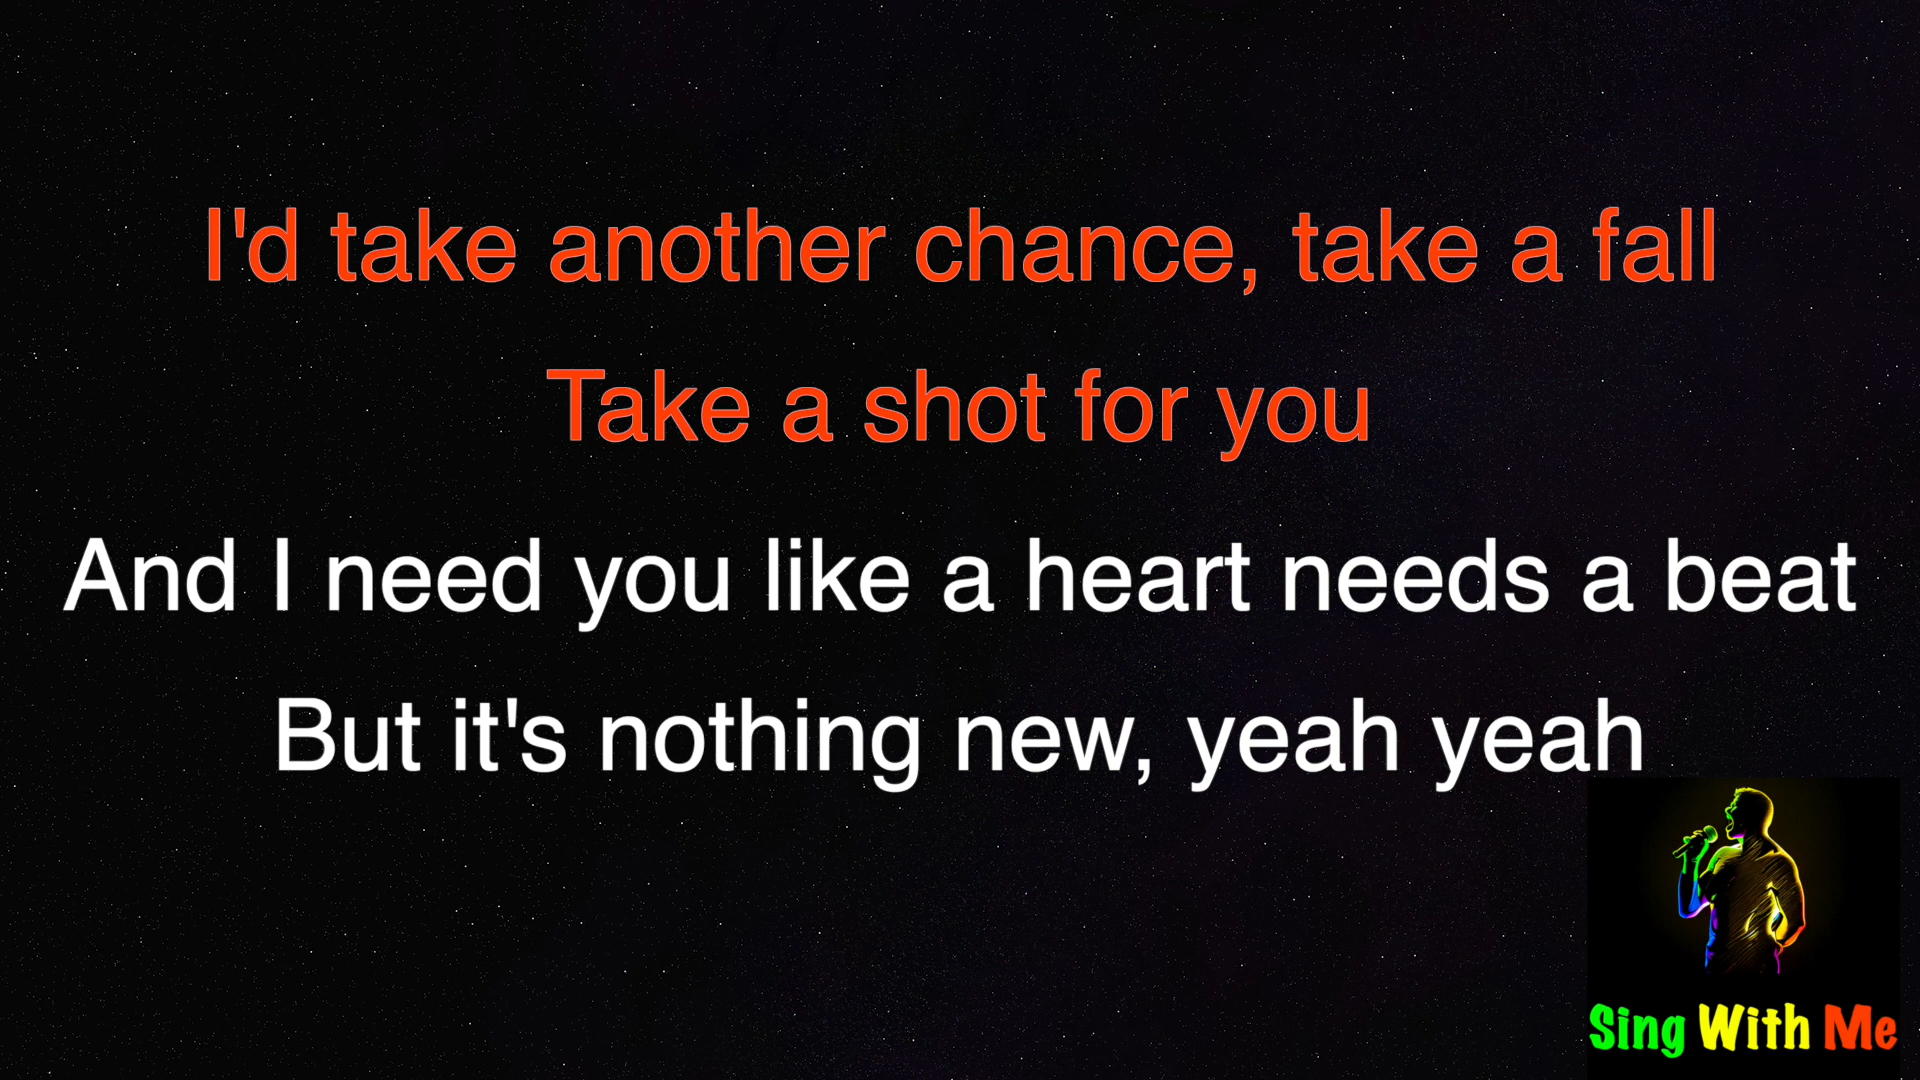 I'd take another chance, take a fall
Take a shot for you
And I need you like a heart needs a beat
But it's nothing new, yeah yeah
Sing With Me